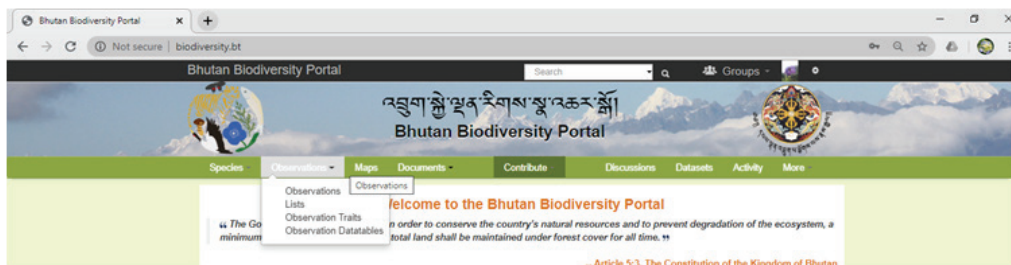 Bhutan Biodiversity Portal
Not secure | biodiversity.bt
Bhutan Biodiversity Portal Search Groups
འབྲུག་སྐྱེ་ལྡན་རིགས་སྣ་འཆར་སྒོ།
Bhutan Biodiversity Portal
Species Observations Maps Documents Contribute Discussions Datasets Activity More
Observations
Observations
Lists
Observation Traits
Observation Datatables
Welcome to the Bhutan Biodiversity Portal
The Go n order to conserve the country's natural resources and to prevent degradation of the ecosystem, a
minimum total land shall be maintained under forest cover for all time.
Article 5:3, The Constitution of the Kingdom of Bhutan